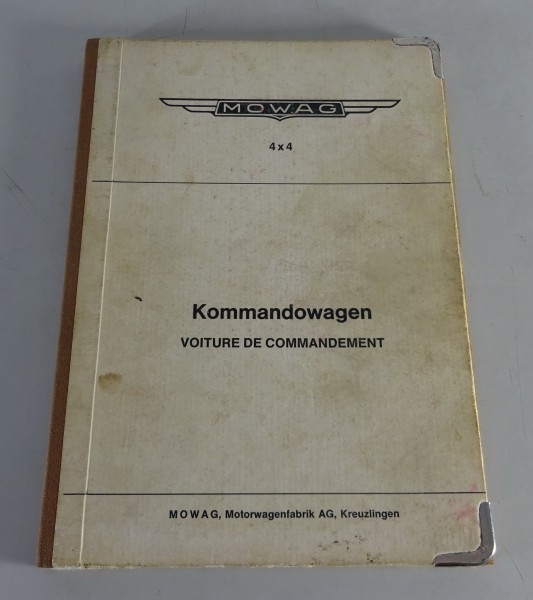 MOWAG
4x4
Kommandowagen
VOITURE DE COMMANDEMENT
MOWAG, Motorwagenfabrik AG, Kreuzlingen